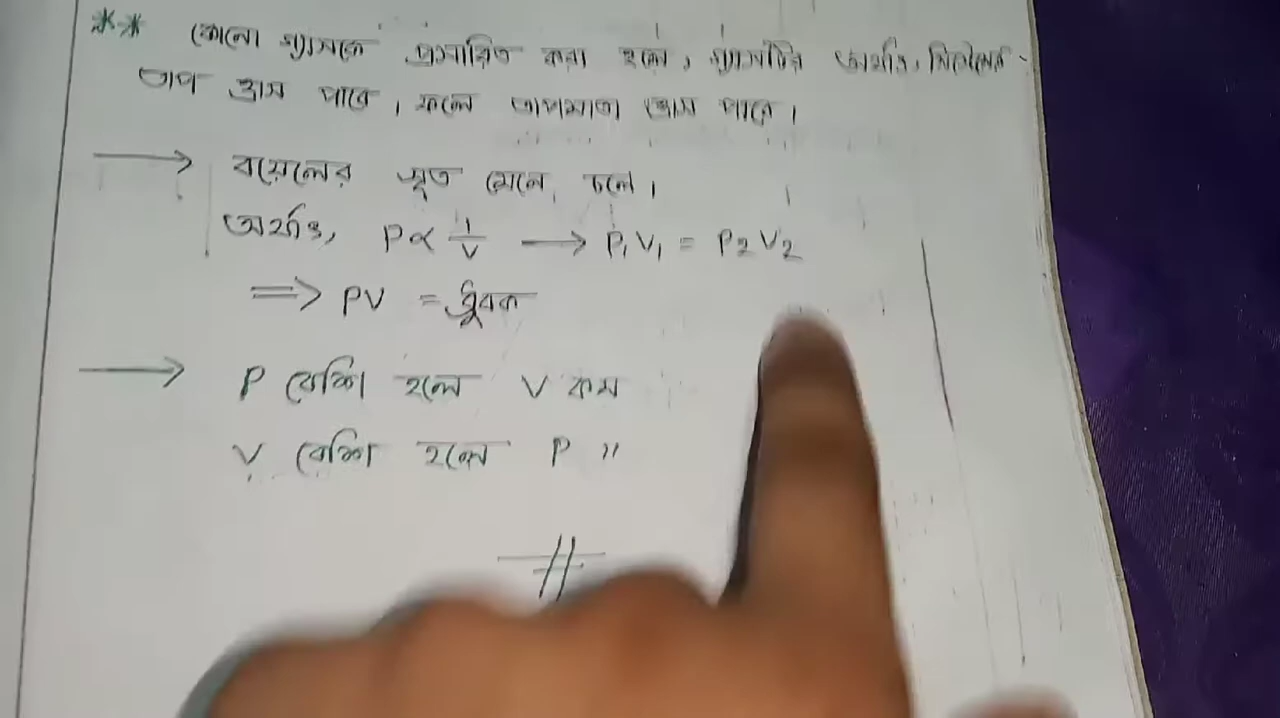 ** কোনো গ্যাসকে প্রসারিত করা হলে, গ্যাসটির অর্থাৎ, সিস্টেমের
তাপ হ্রাস পাবে, ফলে তাপমাত্রা হ্রাস পাবে।
→ বয়েলের সূত্র মেনে চলে।
অর্থাৎ, P ∝ 1/V → P₁V₁ = P₂V₂
⇒ PV = ধ্রুবক
→ P বেশি হলে V কম
V বেশি হলে P "